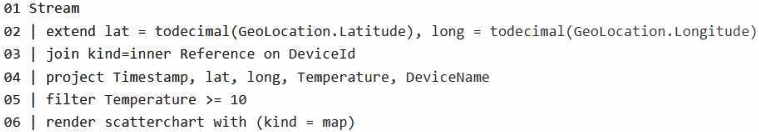 01 Stream
02 | extend lat = todecimal(GeoLocation.Latitude), long = todecimal(GeoLocation.Longitude)
03 | join kind=inner Reference on DeviceId
04 | project Timestamp, lat, long, Temperature, DeviceName
05 | filter Temperature >= 10
06 | render scatterchart with (kind = map)